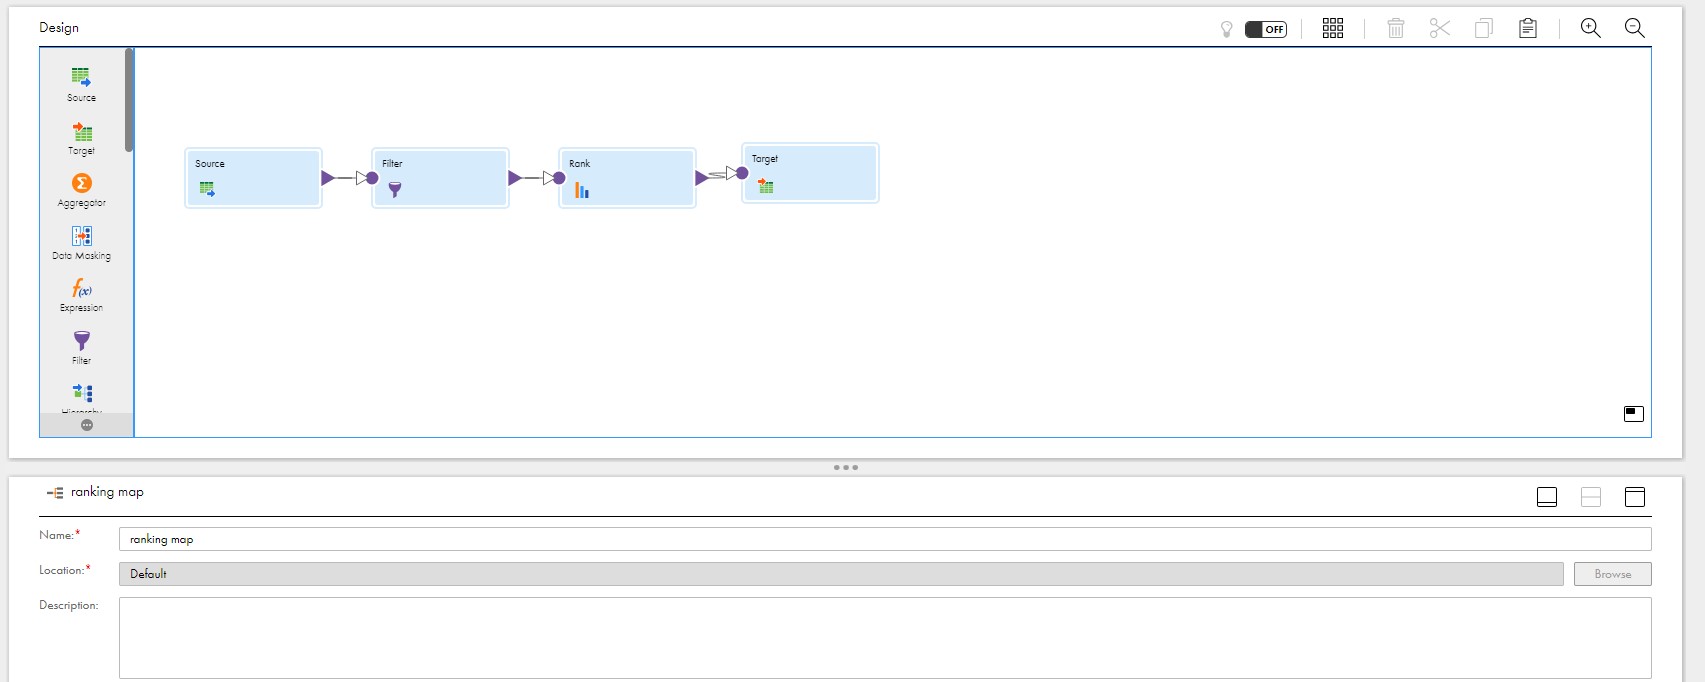 Design
OFF
Source
Target
Aggregator
Data Masking
Expression
Filter
Hierarchy
Source
Filter
Rank
Target
ranking map
Name:*
ranking map
Location:*
Default
Browse
Description: